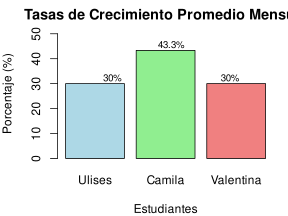 Tasas de Crecimiento Promedio
50
40
30
20
10
0
Porcentaje (%)
30%
43.3%
30%
Ulises
Camila
Valentina
Estudiantes